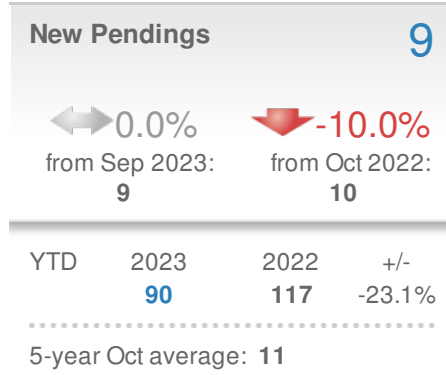 New Pendings 9
0.0% -10.0%
from Sep 2023: from Oct 2022:
9 10
YTD 2023 2022 +/-
90 117 -23.1%
5-year Oct average: 11